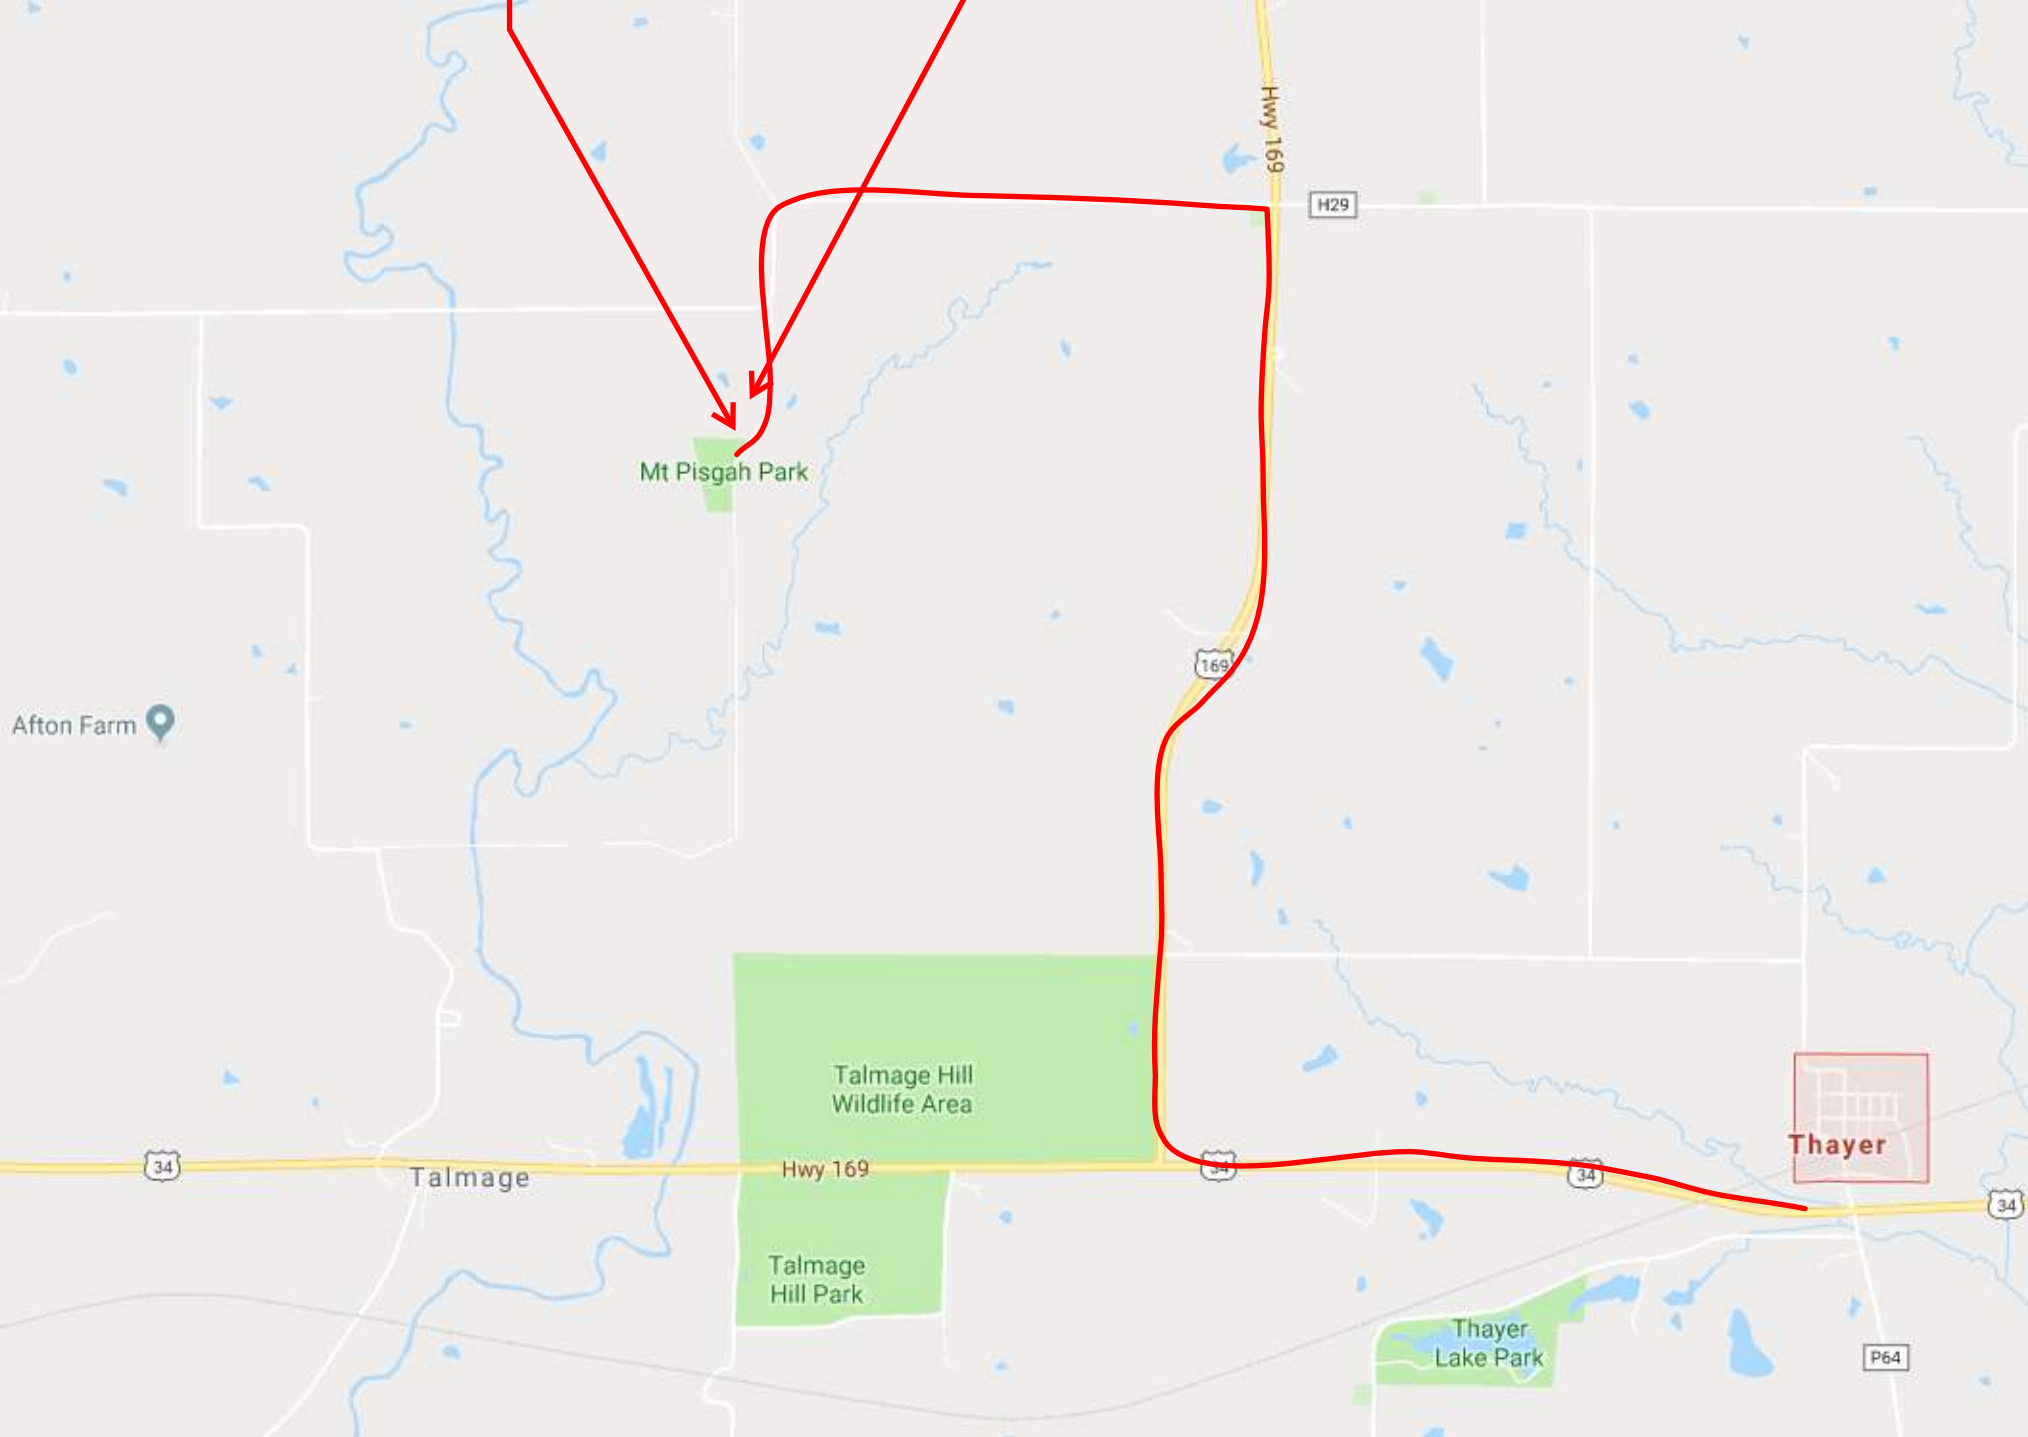 Hwy 169
H29
Mt Pisgah Park
169
Afton Farm
Talmage Hill
Wildlife Area
Thayer
34
Talmage
Hwy 169
34
34
34
Talmage
Hill Park
Thayer
Lake Park
P64